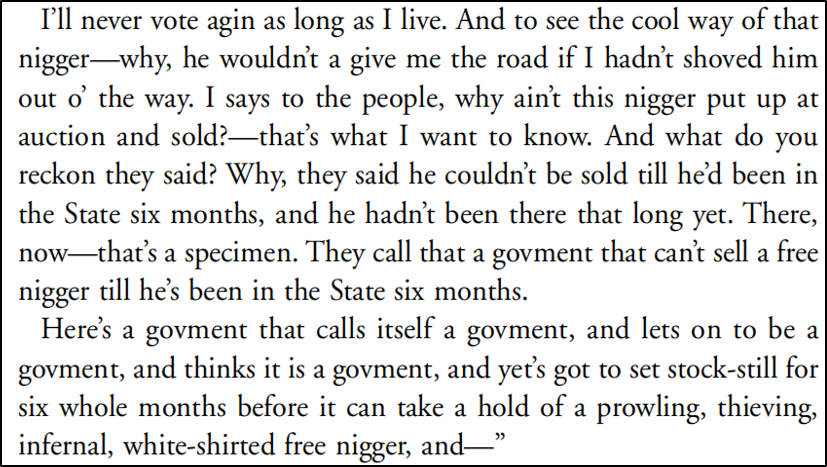 I’ll never vote agin as long as I live. And to see the cool way of that
nigger—why, he wouldn’t a give me the road if I hadn’t shoved him
out o’ the way. I says to the people, why ain’t this nigger put up at
auction and sold?—that’s what I want to know. And what do you
reckon they said? Why, they said he couldn’t be sold till he’d been in
the State six months, and he hadn’t been there that long yet. There,
now—that’s a specimen. They call that a govment that can’t sell a free
nigger till he’s been in the State six months.
Here’s a govment that calls itself a govment, and lets on to be a
govment, and thinks it is a govment, and yet’s got to set stock-still for
six whole months before it can take a hold of a prowling, thieving,
infernal, white-shirted free nigger, and—”